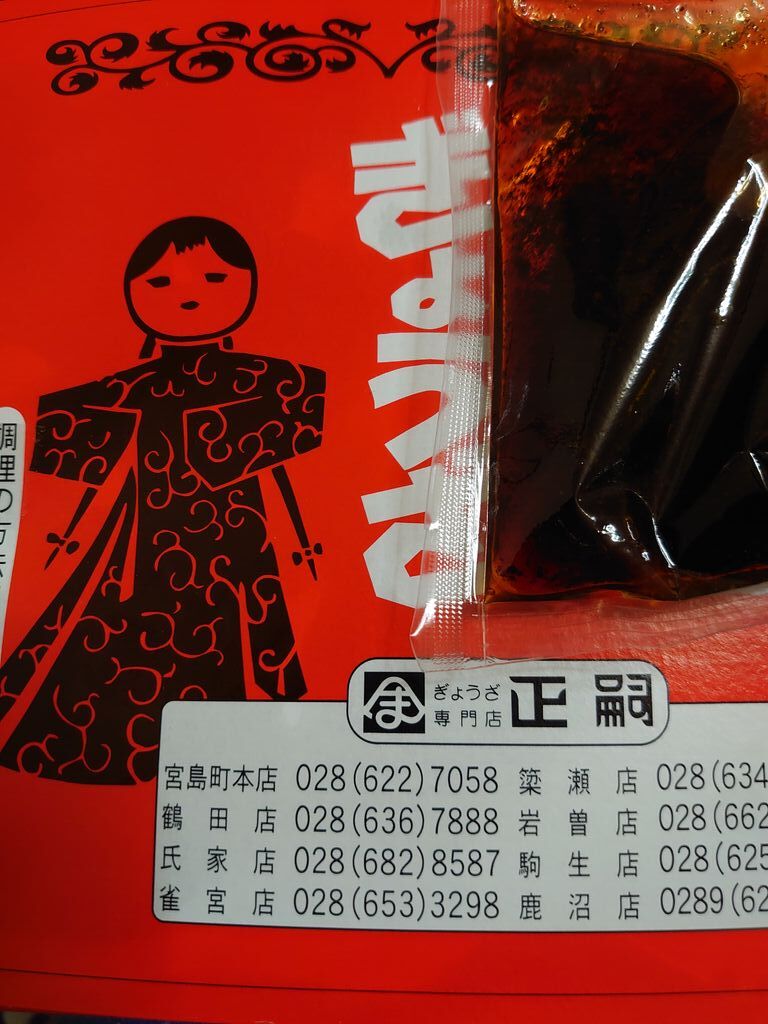 調理の方
ぎょうざ
専門店 正嗣
宮島町本店 028(622)7058 簗瀬店 028(634
鶴田店 028(636)7888 岩曽店 028(662
氏家店 028(682)8587 駒生店 028(625
雀宮店 028(653)3298 鹿沼店 0289(62